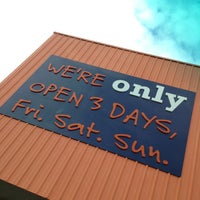 WE'RE only
OPEN 3 DAYS,
Fri. Sat. Sun.